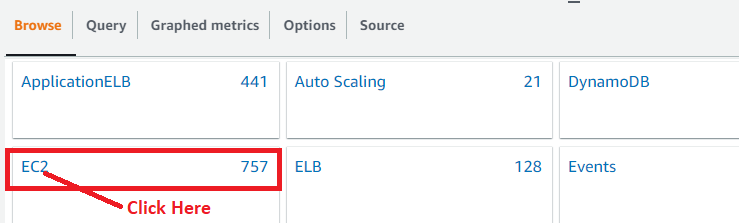 Browse Query Graphed metrics Options Source
ApplicationELB 441 Auto Scaling 21 DynamoDB
EC2 757 ELB 128 Events
Click Here